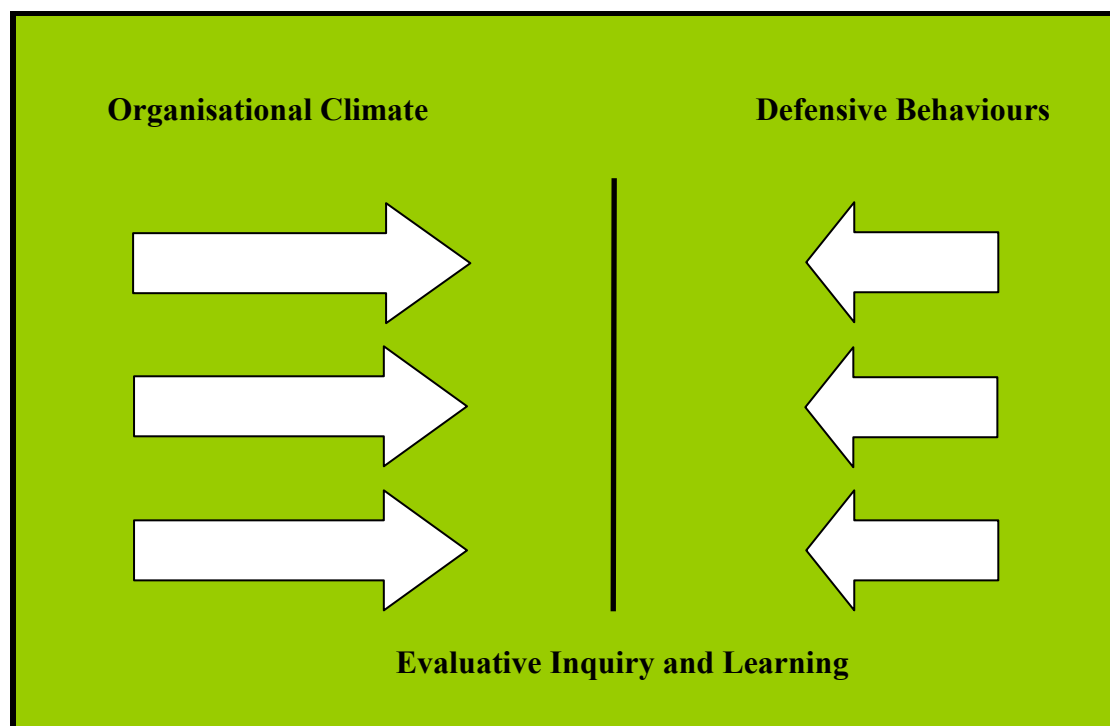 Organisational Climate
Defensive Behaviours
Evaluative Inquiry and Learning